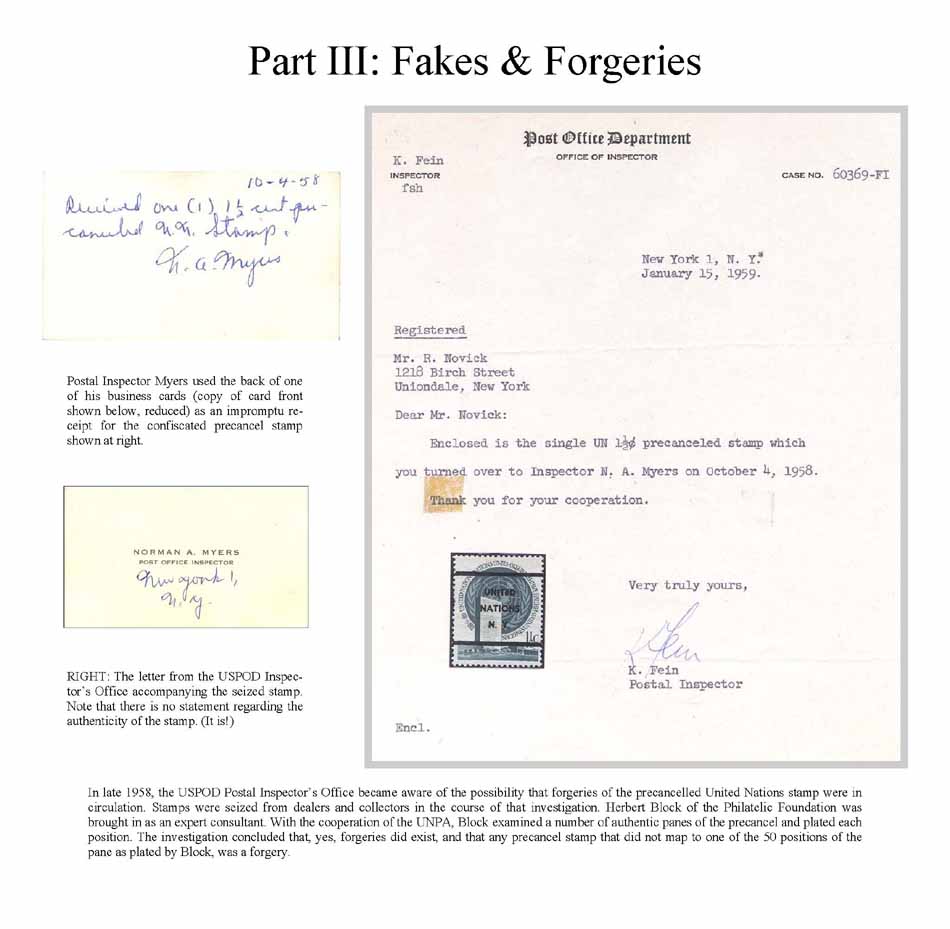 Part III: Fakes & Forgeries
10-4-58
Received one (1) 1½ cent pre-
canceled U.N. Stamp.
N. A. Myers
Postal Inspector Myers used the back of one
of his business cards (copy of card front
shown below, reduced) as an impromptu re-
ceipt for the confiscated precancel stamp
shown at right.
NORMAN A. MYERS
POST OFFICE INSPECTOR
New York 1,
N.Y.
RIGHT: The letter from the USPOD Inspec-
tor's Office accompanying the seized stamp.
Note that there is no statement regarding the
authenticity of the stamp. (It is!)
Post Office Department
OFFICE OF INSPECTOR
K. Fein
INSPECTOR
fsh
CASE NO. 60369-FI
New York 1, N. Y.*
January 15, 1959.
Registered
Mr. R. Novick
1218 Birch Street
Uniondale, New York
Dear Mr. Novick:
Enclosed is the single UN 1½¢ precanceled stamp which
you turned over to Inspector N. A. Myers on October 4, 1958.
Thank you for your cooperation.
UNITED
NATIONS
N. Y.
1½c
Very truly yours,
K Fein
K. Fein
Postal Inspector
Encl.
In late 1958, the USPOD Postal Inspector's Office became aware of the possibility that forgeries of the precancelled United Nations stamp were in
circulation. Stamps were seized from dealers and collectors in the course of that investigation. Herbert Block of the Philatelic Foundation was
brought in as an expert consultant. With the cooperation of the UNPA, Block examined a number of authentic panes of the precancel and plated each
position. The investigation concluded that, yes, forgeries did exist, and that any precancel stamp that did not map to one of the 50 positions of the
pane as plated by Block, was a forgery.